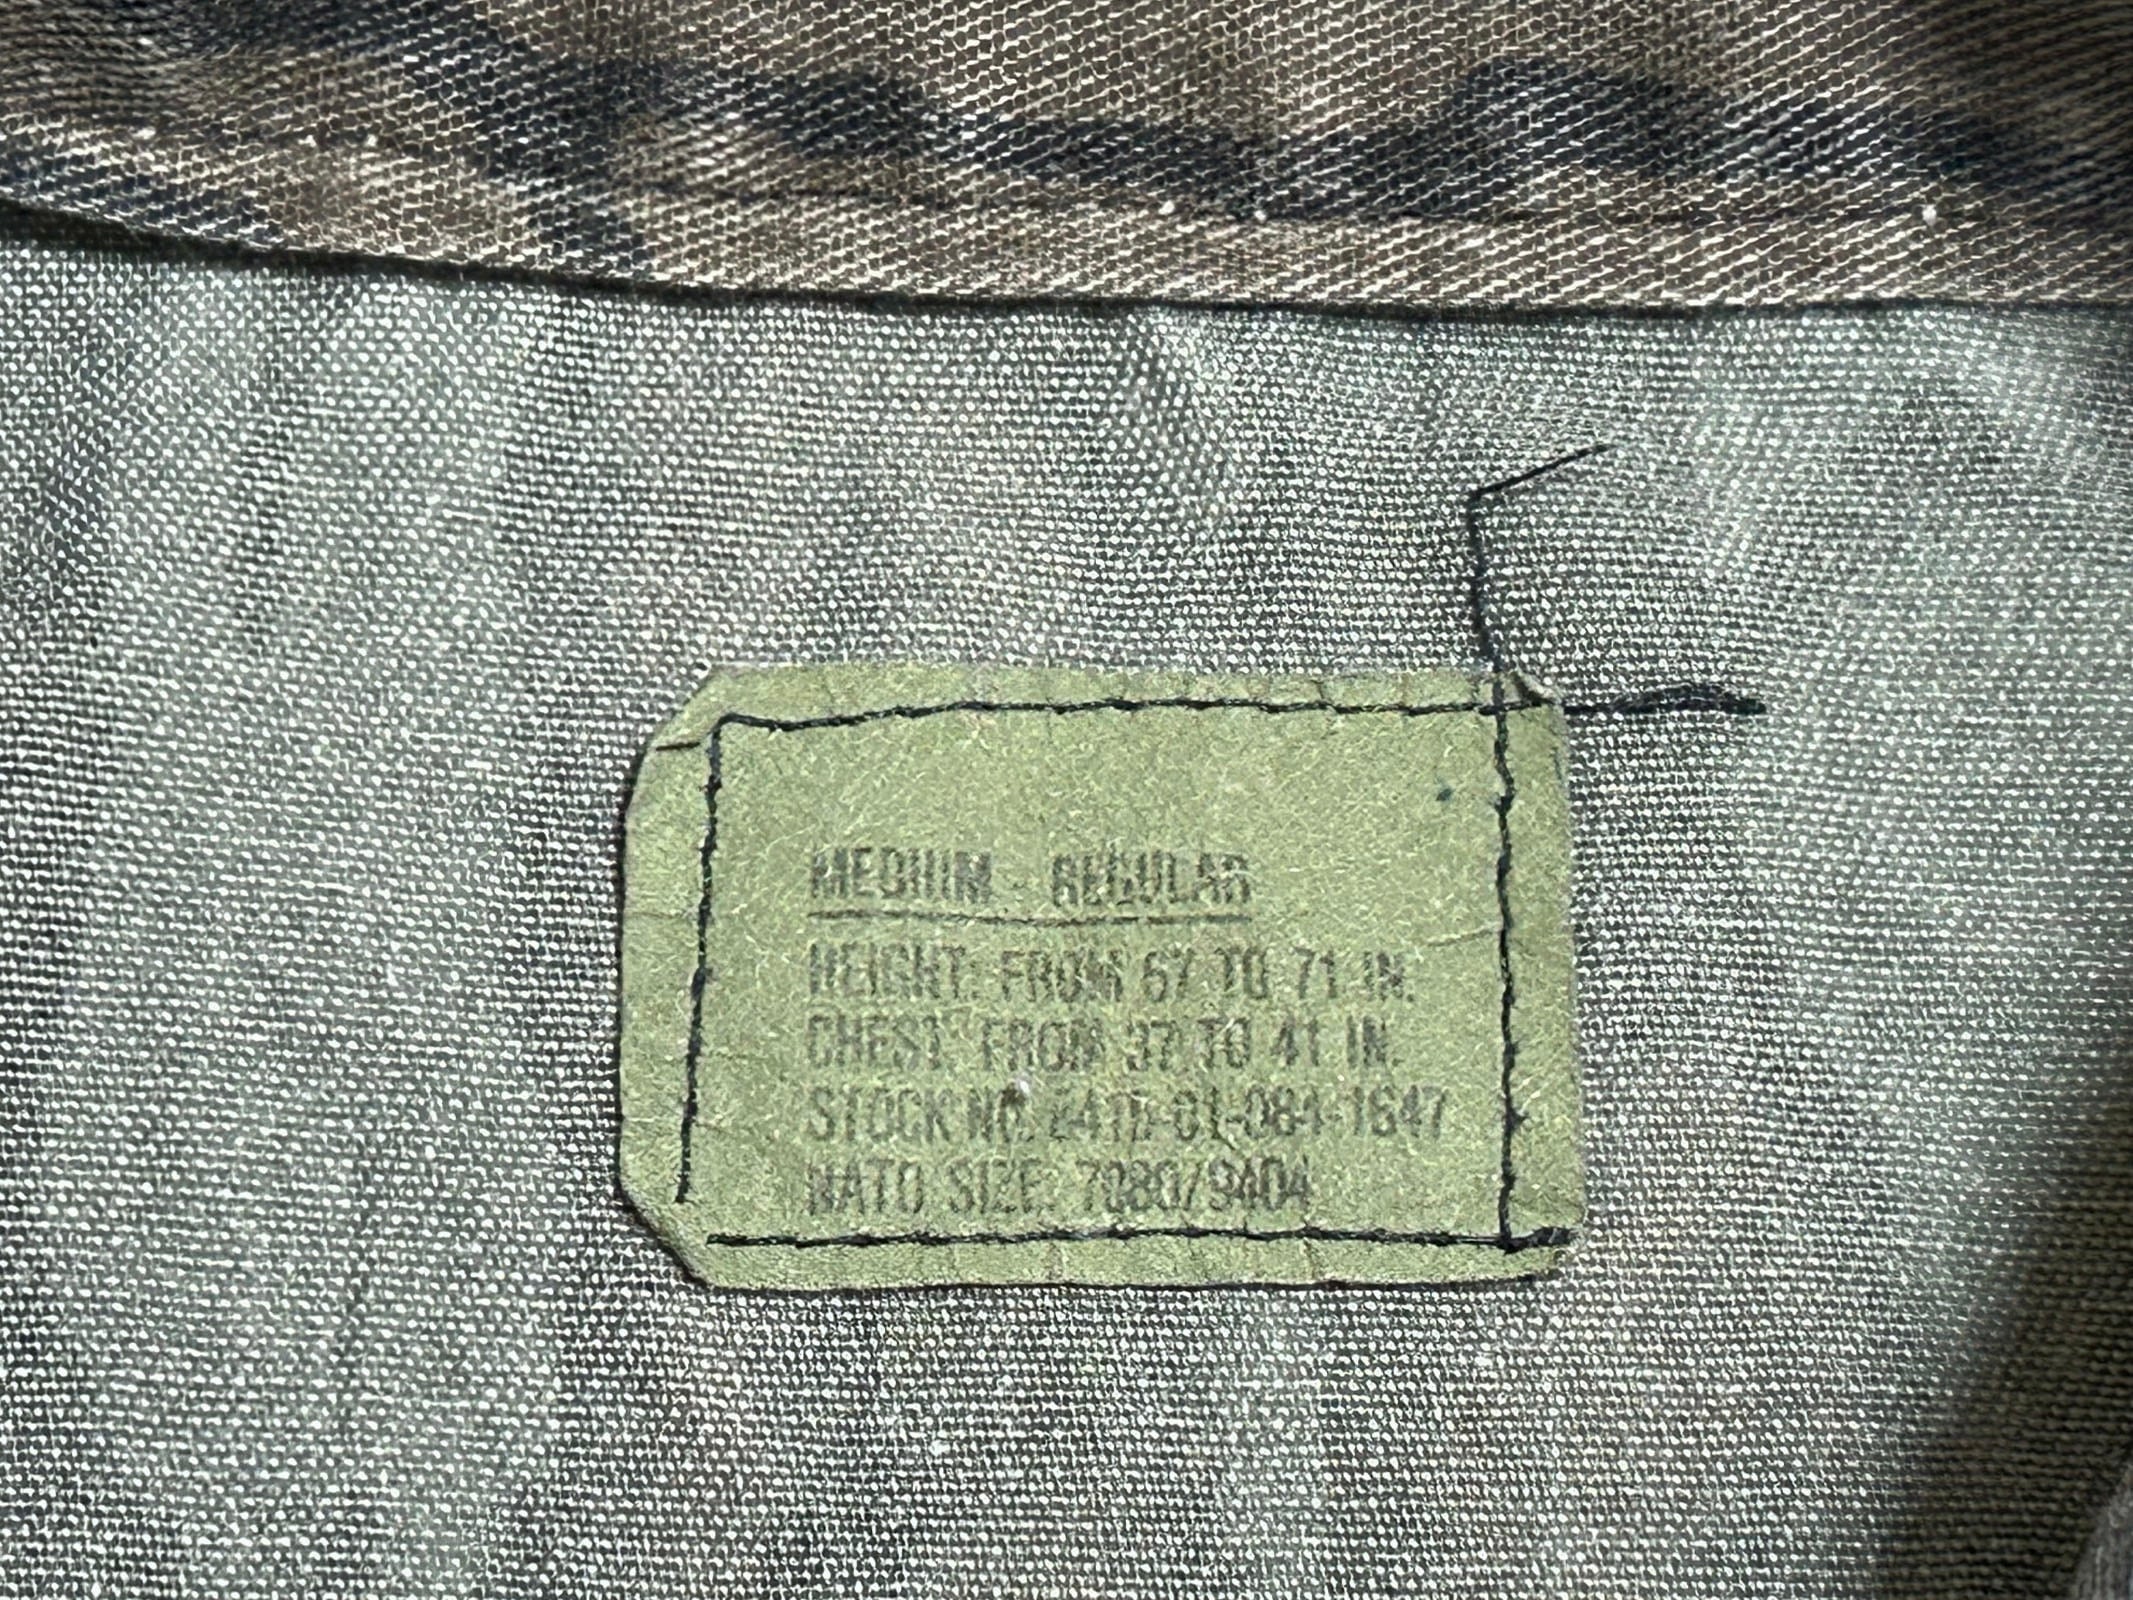 MEDIUM - REGULAR
HEIGHT: FROM 67 TO 71 IN.
CHEST: FROM 37 TO 41 IN.
STOCK NO. 8415-01-084-1647
NATO SIZE: 7080/9404